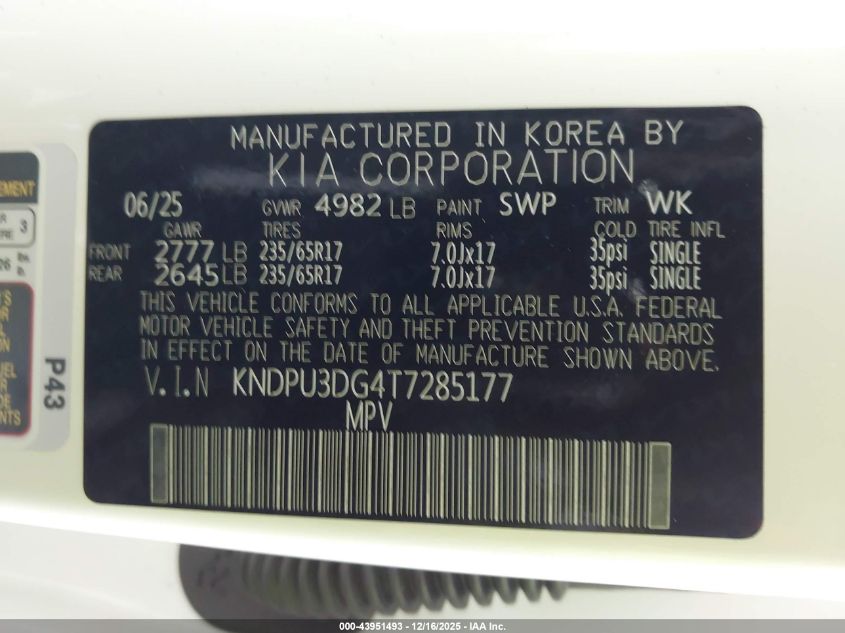 MANUFACTURED IN KOREA BY
KIA CORPORATION
06/25 GVWR 4982 LB PAINT SWP TRIM WK
GAWR TIRES RIMS COLD TIRE INFL
FRONT 2777 LB 235/65R17 7.0Jx17 35psi SINGLE
REAR 2645 LB 235/65R17 7.0Jx17 35psi SINGLE
THIS VEHICLE CONFORMS TO ALL APPLICABLE U.S.A. FEDERAL
MOTOR VEHICLE SAFETY AND THEFT PREVENTION STANDARDS
IN EFFECT ON THE DATE OF MANUFACTURE SHOWN ABOVE.
V.I.N KNDPU3DG4T7285177
MPV
P43
3
000-43951493 - 12/16/2025 - IAA Inc.